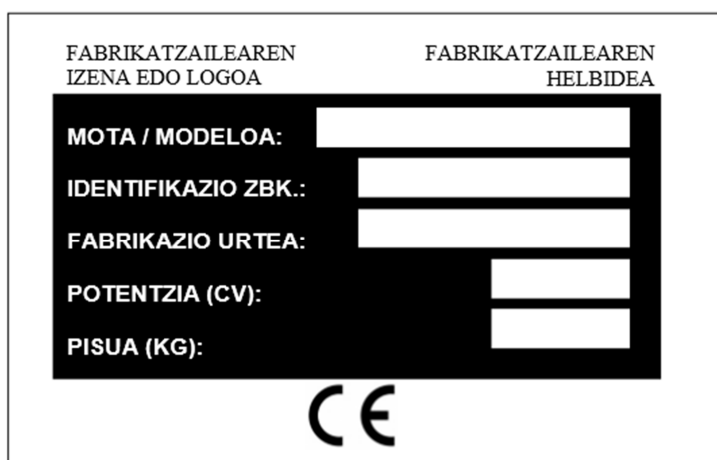 FABRIKATZAILEAREN
IZENA EDO LOGOA
FABRIKATZAILEAREN
HELBIDEA
MOTA / MODELOA:
IDENTIFIKAZIO ZBK.:
FABRIKAZIO URTEA:
POTENTZIA (CV):
PISUA (KG):
CE